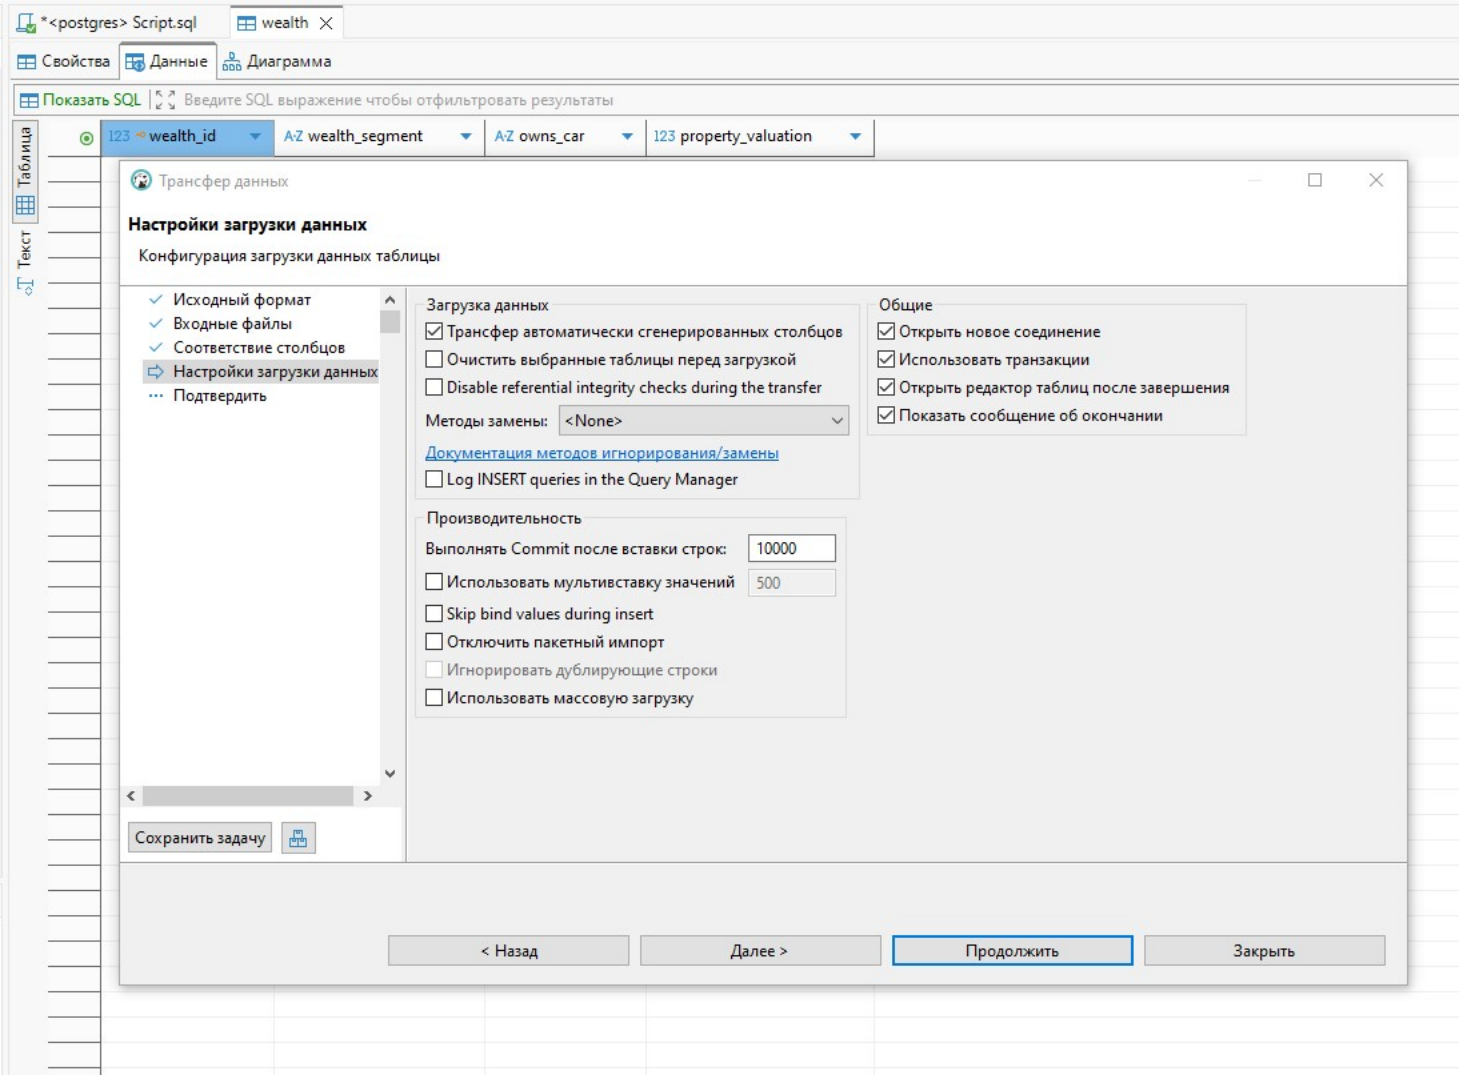 *<postgres> Script.sql
wealth
Свойства
Данные
Диаграмма
Показать SQL
Введите SQL выражение чтобы отфильтровать результаты
Таблица
Текст
123 wealth_id
A-Z wealth_segment
A-Z owns_car
123 property_valuation
Трансфер данных
Настройки загрузки данных
Конфигурация загрузки данных таблицы
Исходный формат
Входные файлы
Соответствие столбцов
Настройки загрузки данных
Подтвердить
Сохранить задачу
Загрузка данных
Трансфер автоматически сгенерированных столбцов
Очистить выбранные таблицы перед загрузкой
Disable referential integrity checks during the transfer
Методы замены: <None>
Документация методов игнорирования/замены
Log INSERT queries in the Query Manager
Производительность
Выполнять Commit после вставки строк: 10000
Использовать мультивставку значений 500
Skip bind values during insert
Отключить пакетный импорт
Игнорировать дублирующие строки
Использовать массовую загрузку
Общие
Открыть новое соединение
Использовать транзакции
Открыть редактор таблиц после завершения
Показать сообщение об окончании
< Назад
Далее >
Продолжить
Закрыть